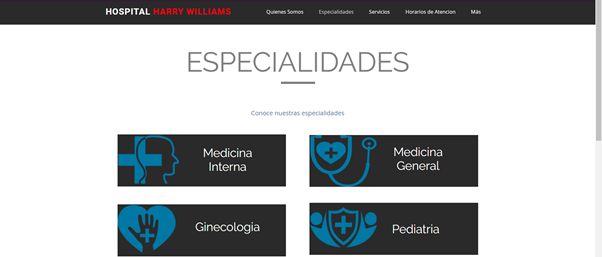 HOSPITAL HARRY WILLIAMS
Quienes Somos
Especialidades
Servicios
Horarios de Atencion
Más
ESPECIALIDADES
Conoce nuestras especialidades
Medicina
Interna
Medicina
General
Ginecologia
Pediatria